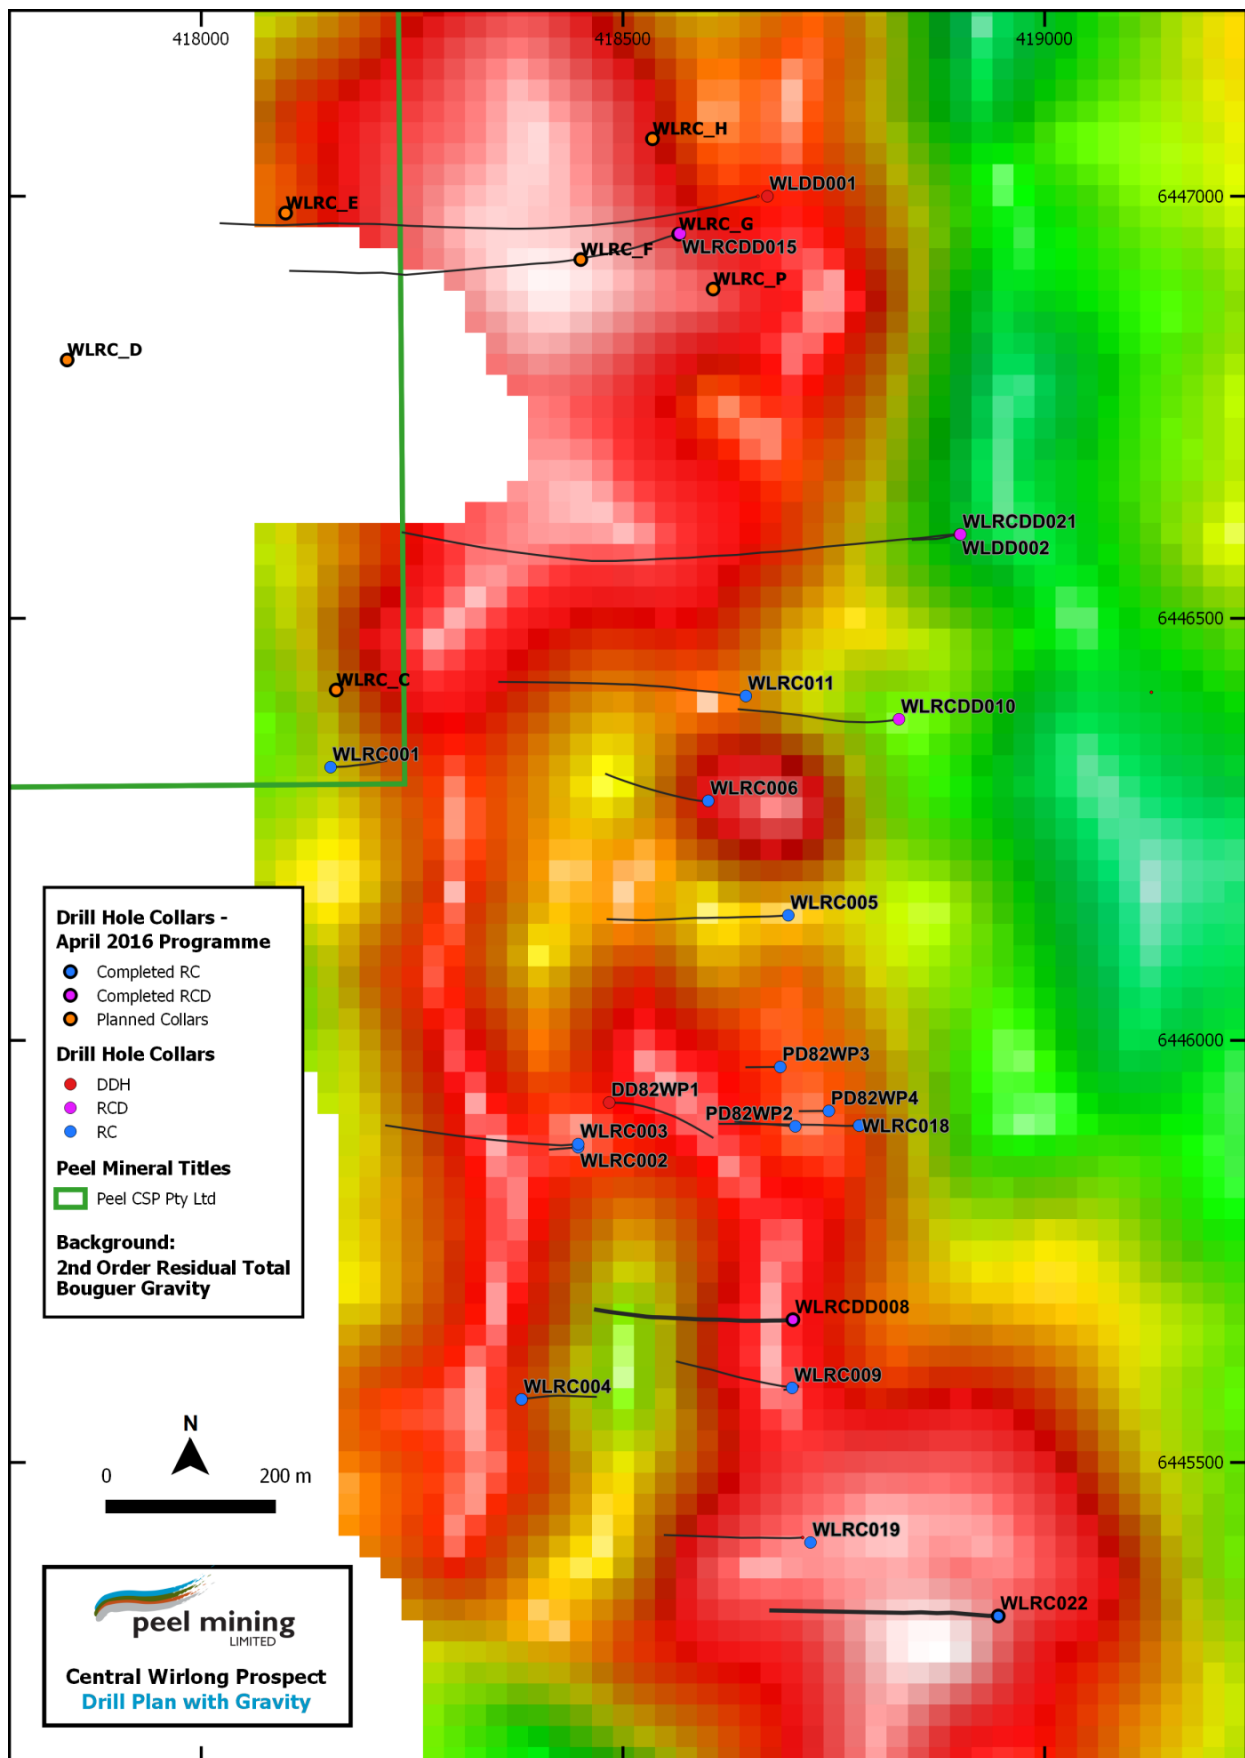 418000
418500
419000
WLRC_H
WLDD001
6447000
WLRC_E
WLRC_G
WLRCDD015
WLRC_F
WLRC_P
WLRC_D
WLRCDD021
WLDD002
6446500
WLRC_C
WLRC011
WLRCDD010
WLRC001
WLRC006
WLRC005
Drill Hole Collars -
April 2016 Programme
Completed RC
Completed RCD
Planned Collars
Drill Hole Collars
DDH
RCD
RC
Peel Mineral Titles
Peel CSP Pty Ltd
Background:
2nd Order Residual Total
Bouguer Gravity
6446000
PD82WP3
DD82WP1
PD82WP4
PD82WP2
WLRC018
WLRC003
WLRC002
WLRCDD008
WLRC009
WLRC004
N
0 200 m
6445500
WLRC019
WLRC022
peel mining
LIMITED
Central Wirlong Prospect
Drill Plan with Gravity